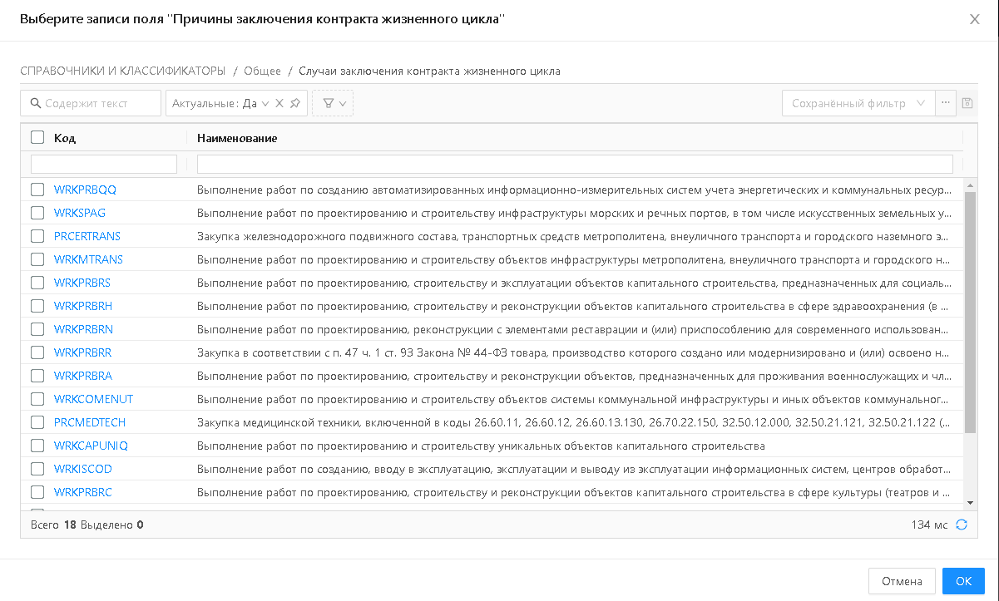 Выберите записи поля "Причины заключения контракта жизненного цикла"
СПРАВОЧНИКИ И КЛАССИФИКАТОРЫ / Общее / Случаи заключения контракта жизненного цикла
Содержит текст Актуальные: Да Сохранённый фильтр ...
Код Наименование
WRKPRBQQ Выполнение работ по созданию автоматизированных информационно-измерительных систем учета энергетических и коммунальных ресур...
WRKSPAG Выполнение работ по проектированию и строительству инфраструктуры морских и речных портов, в том числе искусственных земельных у...
PRCERTRANS Закупка железнодорожного подвижного состава, транспортных средств метрополитена, внеуличного транспорта и городского наземного э...
WRKMTRANS Выполнение работ по проектированию и строительству объектов инфраструктуры метрополитена, внеуличного транспорта и городского н...
WRKPRBRS Выполнение работ по проектированию, строительству и эксплуатации объектов капитального строительства, предназначенных для социаль...
WRKPRBRH Выполнение работ по проектированию, строительству и реконструкции объектов капитального строительства в сфере здравоохранения (в ...
WRKPRBRN Выполнение работ по проектированию, реконструкции с элементами реставрации и (или) приспособлению для современного использован...
WRKPRBRR Закупка в соответствии с п. 47 ч. 1 ст. 93 Закона № 44-ФЗ товара, производство которого создано или модернизировано и (или) освоено н...
WRKPRBRA Выполнение работ по проектированию, строительству и реконструкции объектов, предназначенных для проживания военнослужащих и чл...
WRKCOMENUT Выполнение работ по проектированию и строительству объектов системы коммунальной инфраструктуры и иных объектов коммунальног...
PRCMEDTECH Закупка медицинской техники, включенной в коды 26.60.11, 26.60.12, 26.60.13.130, 26.70.22.150, 32.50.12.000, 32.50.21.121, 32.50.21.122 (...
WRKCAPUNIQ Выполнение работ по проектированию и строительству уникальных объектов капитального строительства
WRKISCOD Выполнение работ по созданию, вводу в эксплуатацию, эксплуатации и выводу из эксплуатации информационных систем, центров обработ...
WRKPRBRC Выполнение работ по проектированию, строительству и реконструкции объектов капитального строительства в сфере культуры (театров и ...
Всего 18 Выделено 0 134 мс
Отмена ОК